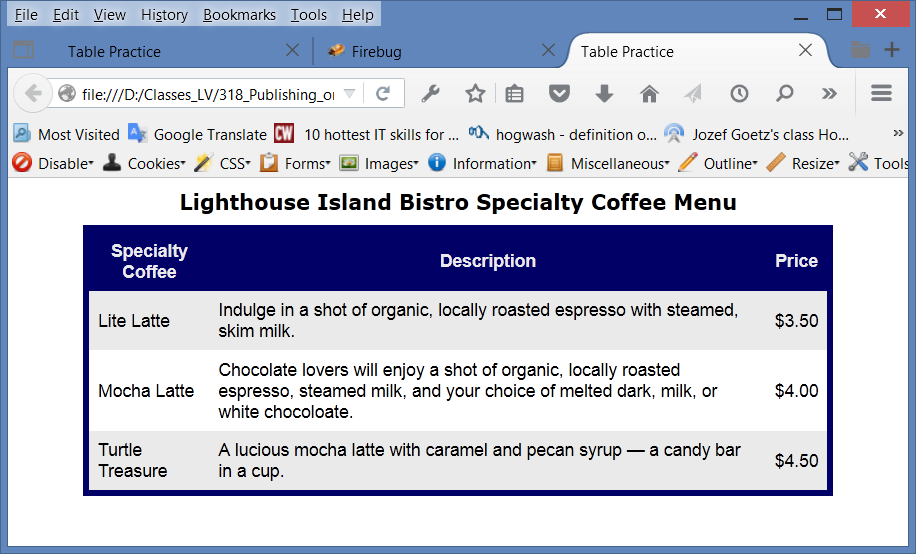 File Edit View History Bookmarks Tools Help
Table Practice Firebug Table Practice
file:///D:/Classes_LV/318_Publishing_or
Most Visited Google Translate CW 10 hottest IT skills for ... hogwash - definition o... Jozef Goetz's class Ho...
Disable Cookies CSS Forms Images Information Miscellaneous Outline Resize Tools
Lighthouse Island Bistro Specialty Coffee Menu
Specialty
Coffee
Description
Price
Lite Latte
Indulge in a shot of organic, locally roasted espresso with steamed,
skim milk.
$3.50
Mocha Latte
Chocolate lovers will enjoy a shot of organic, locally roasted
espresso, steamed milk, and your choice of melted dark, milk, or
white chocoloate.
$4.00
Turtle
Treasure
A lucious mocha latte with caramel and pecan syrup — a candy bar
in a cup.
$4.50